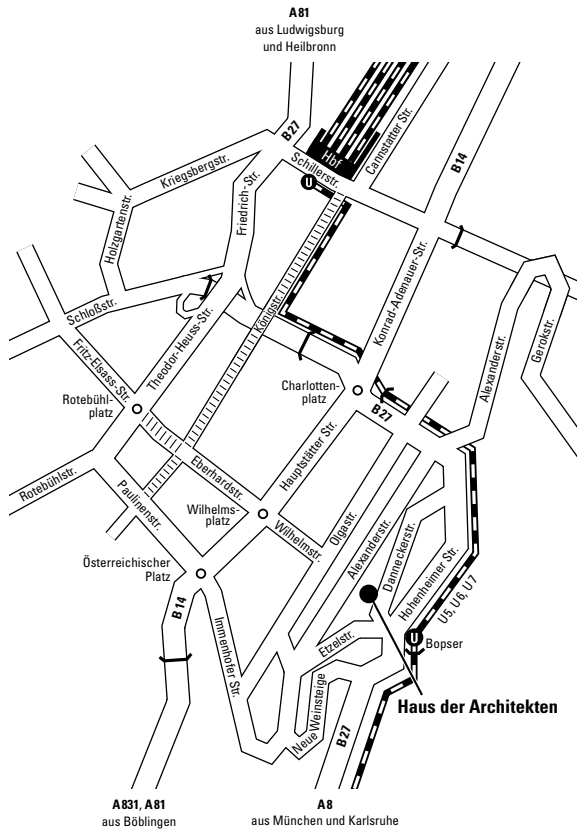 A81
aus Ludwigsburg
und Heilbronn
B27
Hbf
Cannstatter Str.
Schillerstr.
U
B14
Kriegsbergstr.
Holzgartenstr.
Friedrich-Str.
Königstr.
Konrad-Adenauer-Str.
Alexanderstr.
Gerokstr.
Schloßstr.
Theodor-Heuss-Str.
Fritz-Elsass-Str.
Charlotten-
platz
B27
Rotebühl-
platz
Eberhardstr.
Hauptstätter Str.
Rotebühlstr.
Paulinenstr.
Wilhelms-
platz
Wilhelmstr.
Olgastr.
Alexanderstr.
Danneckerstr.
Hohenheimer Str.
U5, U6, U7
Österreichischer
Platz
B14
Immenhofer Str.
Etzelstr.
U
Bopser
Neue Weinsteige
B27
Haus der Architekten
A831, A81
aus Böblingen
A8
aus München und Karlsruhe